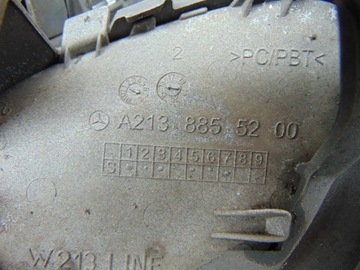 2 >PC/PBT<
A213 885 52 00
1 2 3 4 5 6 7 8 9
S
W213 LINE